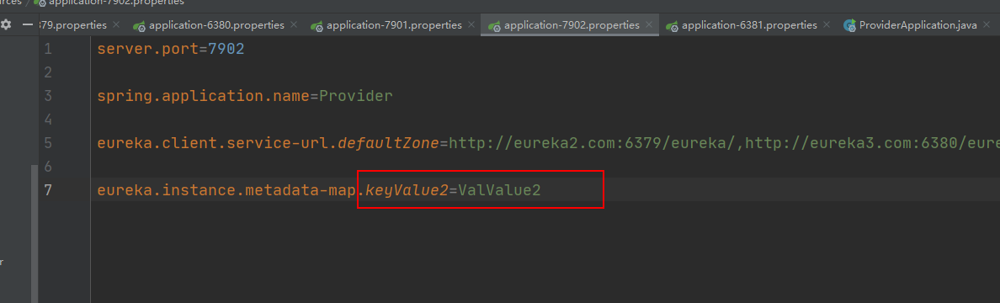 application-7902.properties
379.properties application-6380.properties application-7901.properties application-7902.properties application-6381.properties ProviderApplication.java
1 server.port=7902
2
3 spring.application.name=Provider
4
5 eureka.client.service-url.defaultZone=http://eureka2.com:6379/eureka/,http://eureka3.com:6380/eure
6
7 eureka.instance.metadata-map.keyValue2=ValValue2